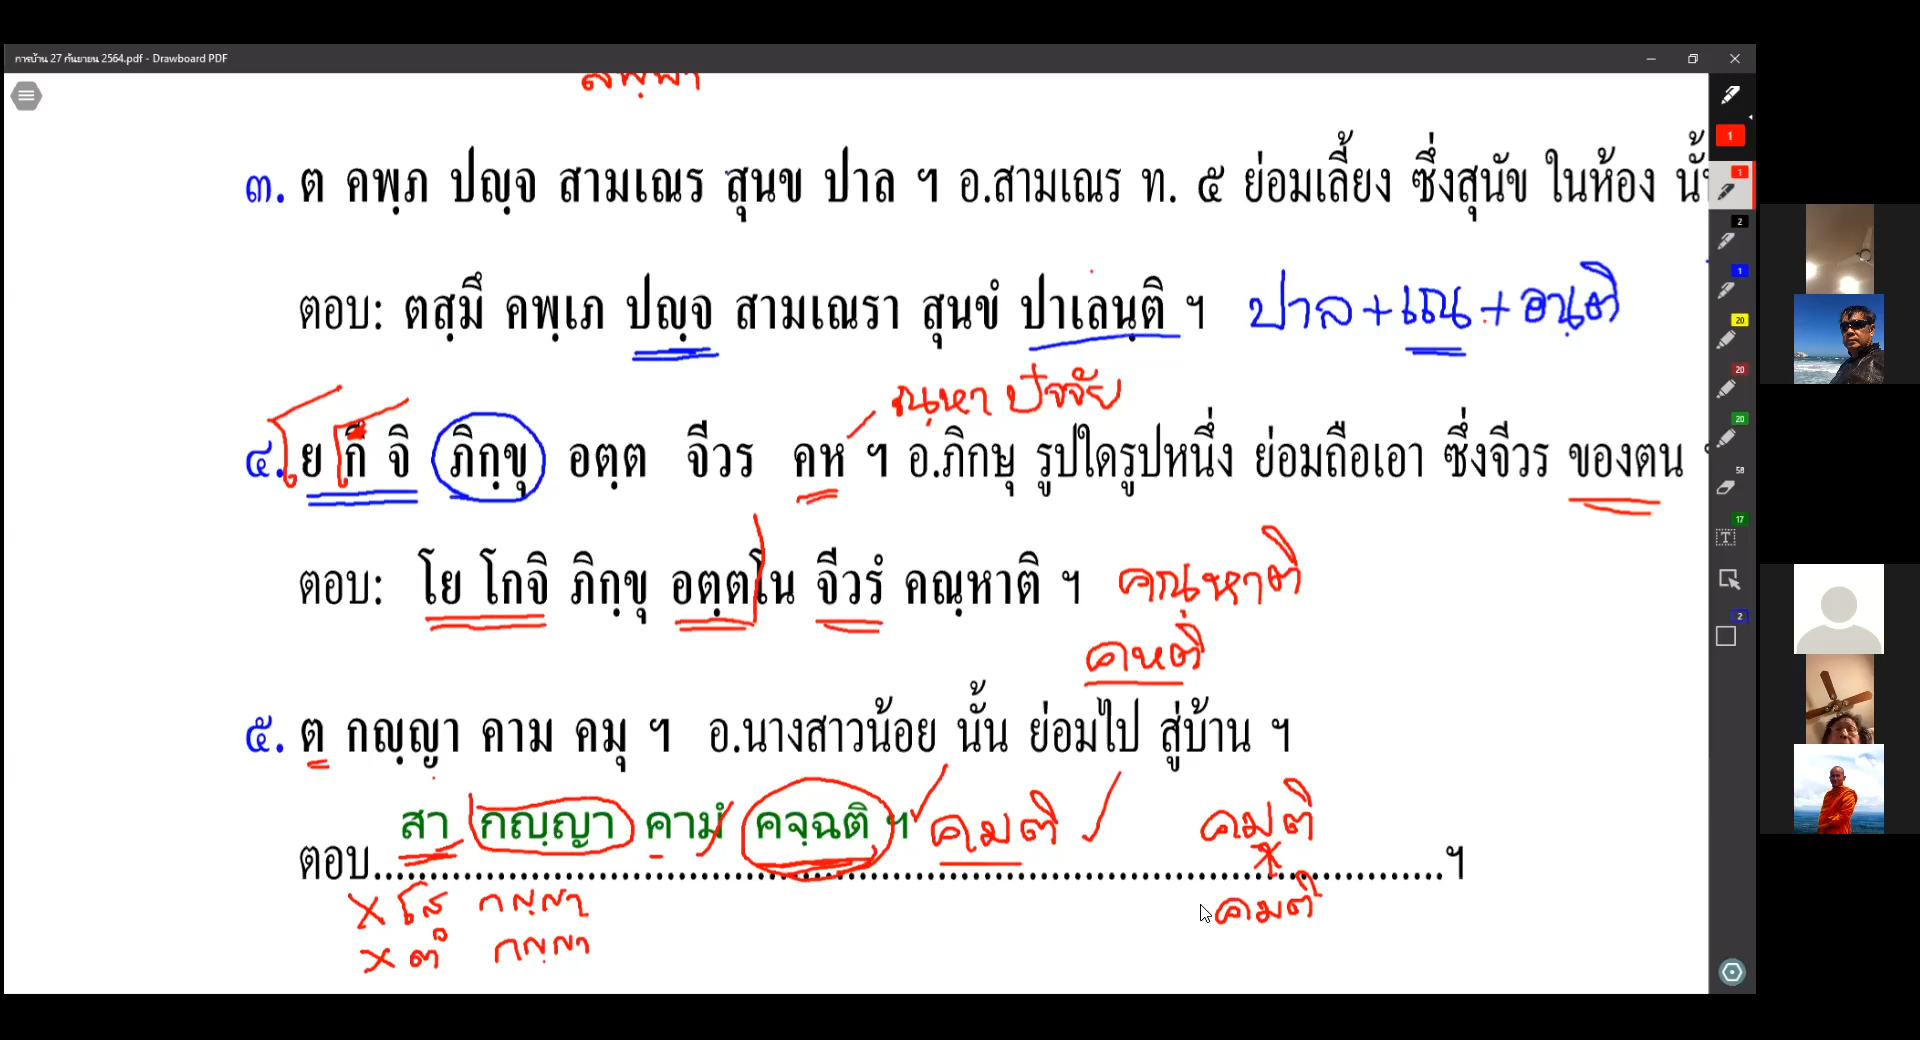 การบ้าน 27 กันยายน 2564.pdf - Drawboard PDF
๓. ต คพฺภ ปญฺจ สามเณร สุนข ปาล ฯ อ.สามเณร ท. ๕ ย่อมเลี้ยง ซึ่งสุนัข ในห้อง
ตอบ: ตสฺมึ คพฺเภ ปญฺจ สามเณรา สุนขํ ปาเลนฺติ ฯ ปาล+เณ+อนฺติ
ณฺหา ปัจจัย
๔. ย กึ จิ ภิกฺขุ อตฺต จีวร คห ฯ อ.ภิกษุ รูปใดรูปหนึ่ง ย่อมถือเอา ซึ่งจีวร ของตน
ตอบ: โย โกจิ ภิกฺขุ อตฺตโน จีวรํ คณฺหาติ ฯ คณฺหาติ
คหติ
๕. ต กญฺญา คาม คมุ ฯ อ.นางสาวน้อย นั้น ย่อมไป สู่บ้าน ฯ
สา กญฺญา คามํ คจฺฉติ ฯ คมติ คมุติ
ตอบ.............................................................................ฯ
x โส กญฺญา คมติ
x ตํ กญฺญา
1
1
2
1
20
20
20
58
17
T
2